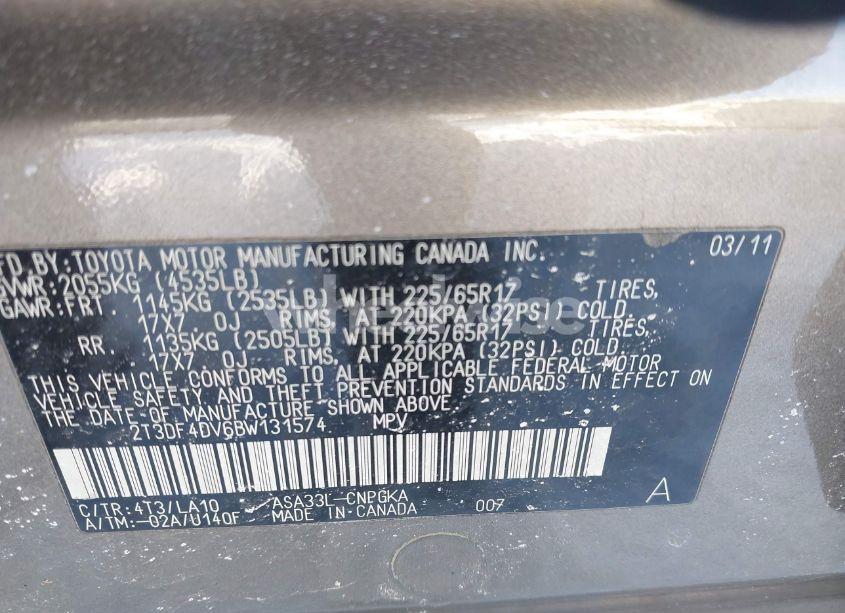 FD BY:TOYOTA MOTOR MANUFACTURING CANADA INC. 03/11
GVWR:2055KG (4535LB)
GAWR:FRT. 1145KG (2535LB) WITH 225/65R17 TIRES,
17X7 0J RIMS, AT 220KPA (32PSI) COLD.
RR. 1135KG (2505LB) WITH 225/65R17 TIRES,
17X7 0J RIMS, AT 220KPA (32PSI) COLD.
THIS VEHICLE CONFORMS TO ALL APPLICABLE FEDERAL MOTOR
VEHICLE SAFETY AND THEFT PREVENTION STANDARDS IN EFFECT ON
THE DATE OF MANUFACTURE SHOWN ABOVE
2T3DF4DV6BW131574 MPV
C/TR:4T3/LA10 ASA33L-CNPGKA
A/TM:-02A/U140F MADE IN CANADA 007 A